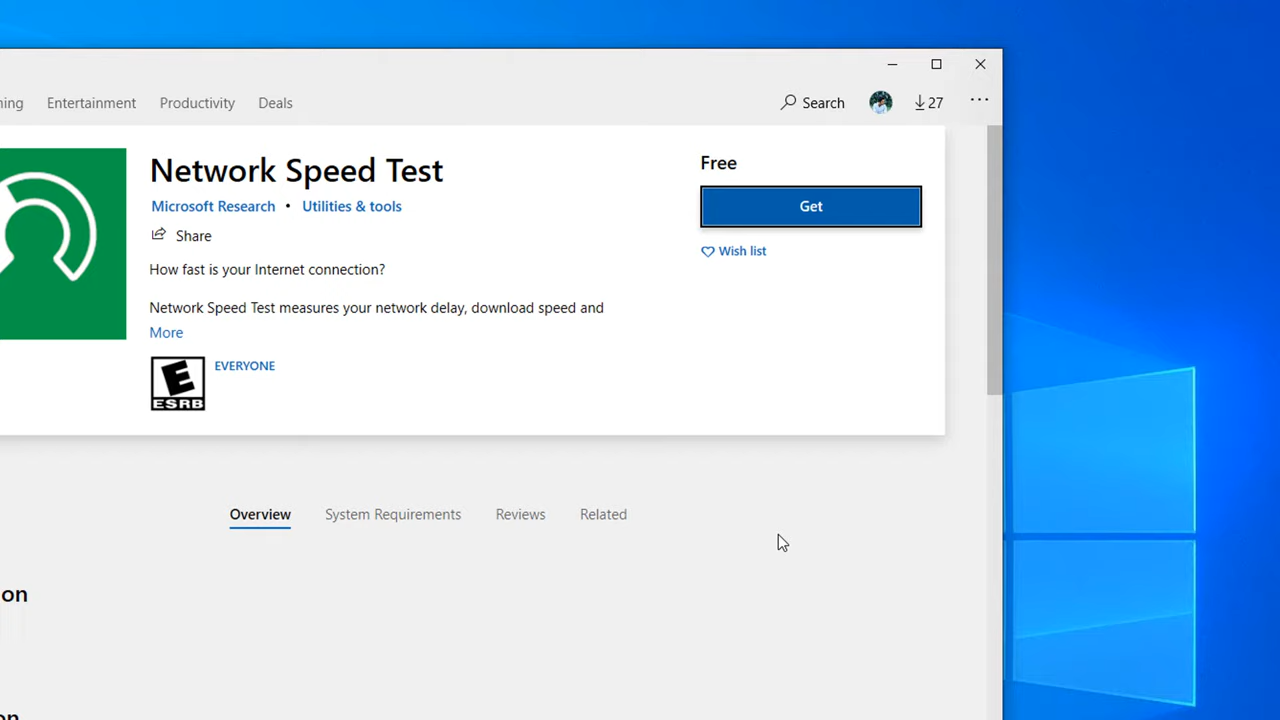 ning Entertainment Productivity Deals Search 27 ...
Network Speed Test
Free
Microsoft Research • Utilities & tools
Get
Share
Wish list
How fast is your Internet connection?
Network Speed Test measures your network delay, download speed and
More
E
ESRB
EVERYONE
Overview System Requirements Reviews Related
on
on